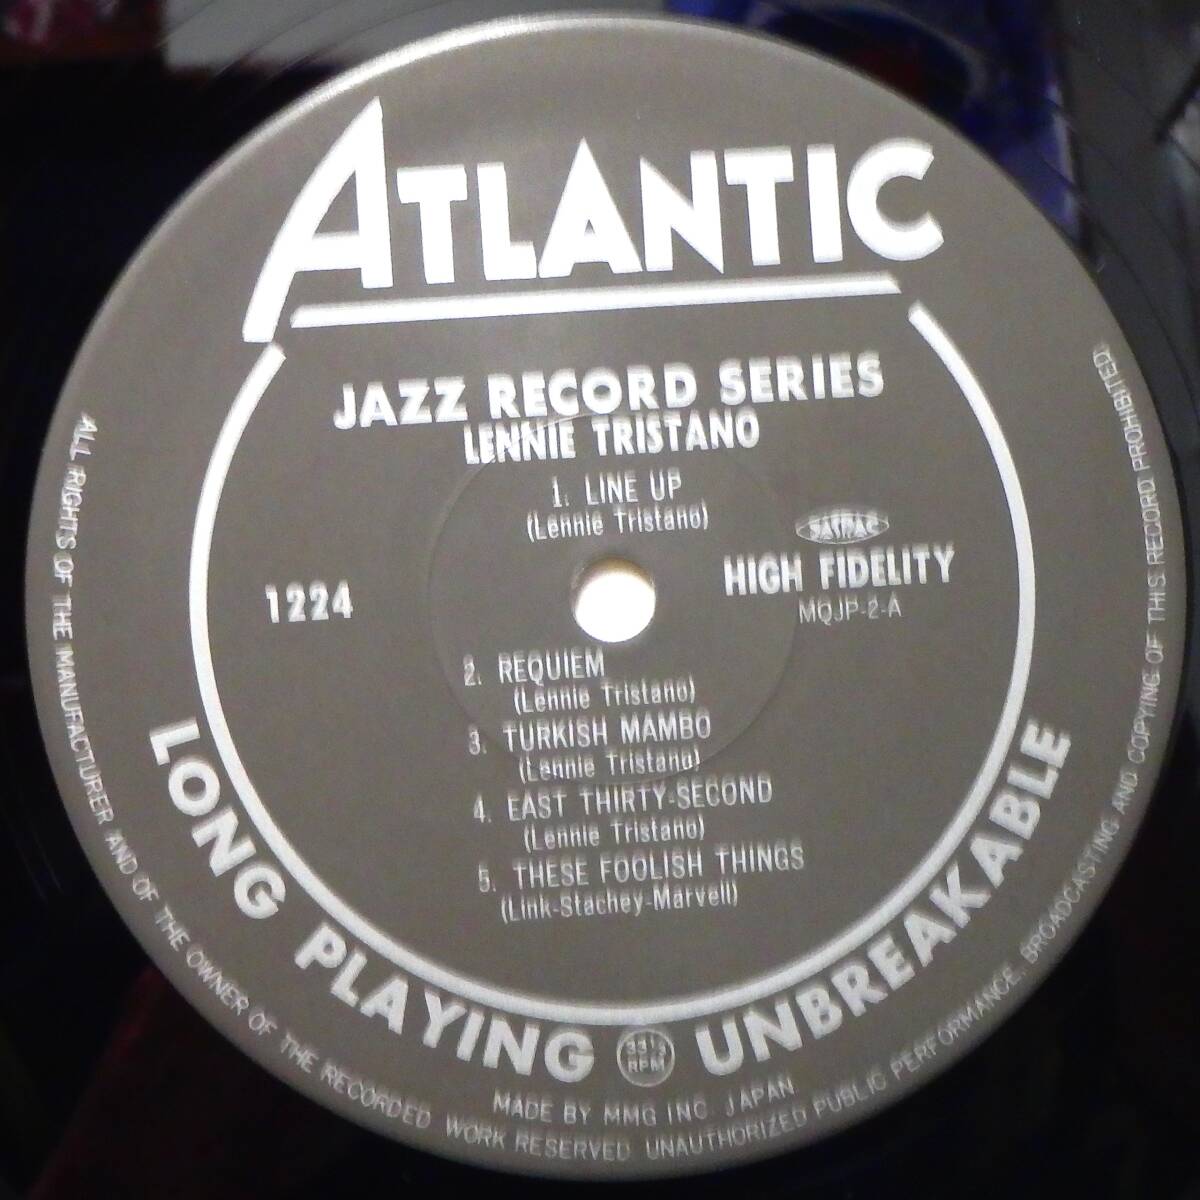 ATLANTIC
JAZZ RECORD SERIES
LENNIE TRISTANO
1. LINE UP
(Lennie Tristano)
JASRAC
HIGH FIDELITY
MQJP-2-A
1224
2. REQUIEM
(Lennie Tristano)
3. TURKISH MAMBO
(Lennie Tristano)
4. EAST THIRTY-SECOND
(Lennie Tristano)
5. THESE FOOLISH THINGS
(Link-Stachey-Marvell)
LONG PLAYING UNBREAKABLE
33⅓
RPM
MADE BY MMG INC. JAPAN
ALL RIGHTS OF THE MANUFACTURER AND OF THE OWNER OF THE RECORDED WORK RESERVED UNAUTHORIZED PUBLIC PERFORMANCE, BROADCASTING AND COPYING OF THIS RECORD PROHIBITED.